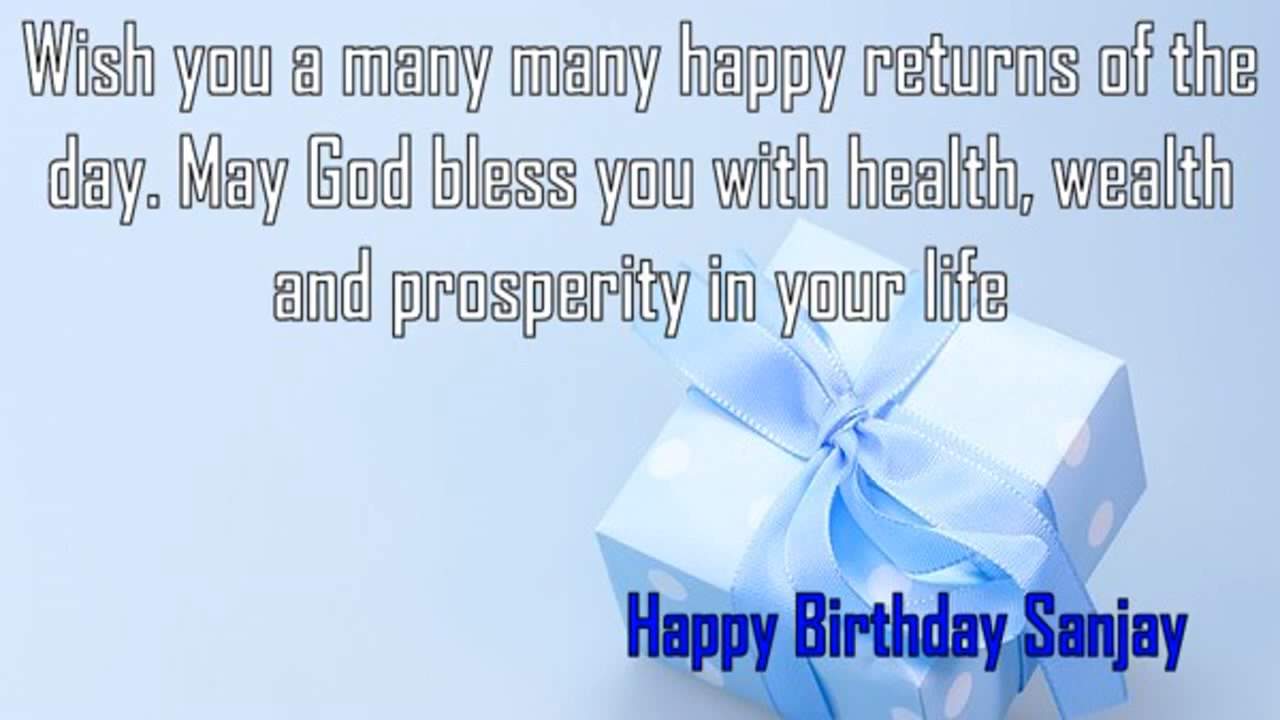 Wish you a many many happy returns of the
day. May God bless you with health, wealth
and prosperity in your life
Happy Birthday Sanjay